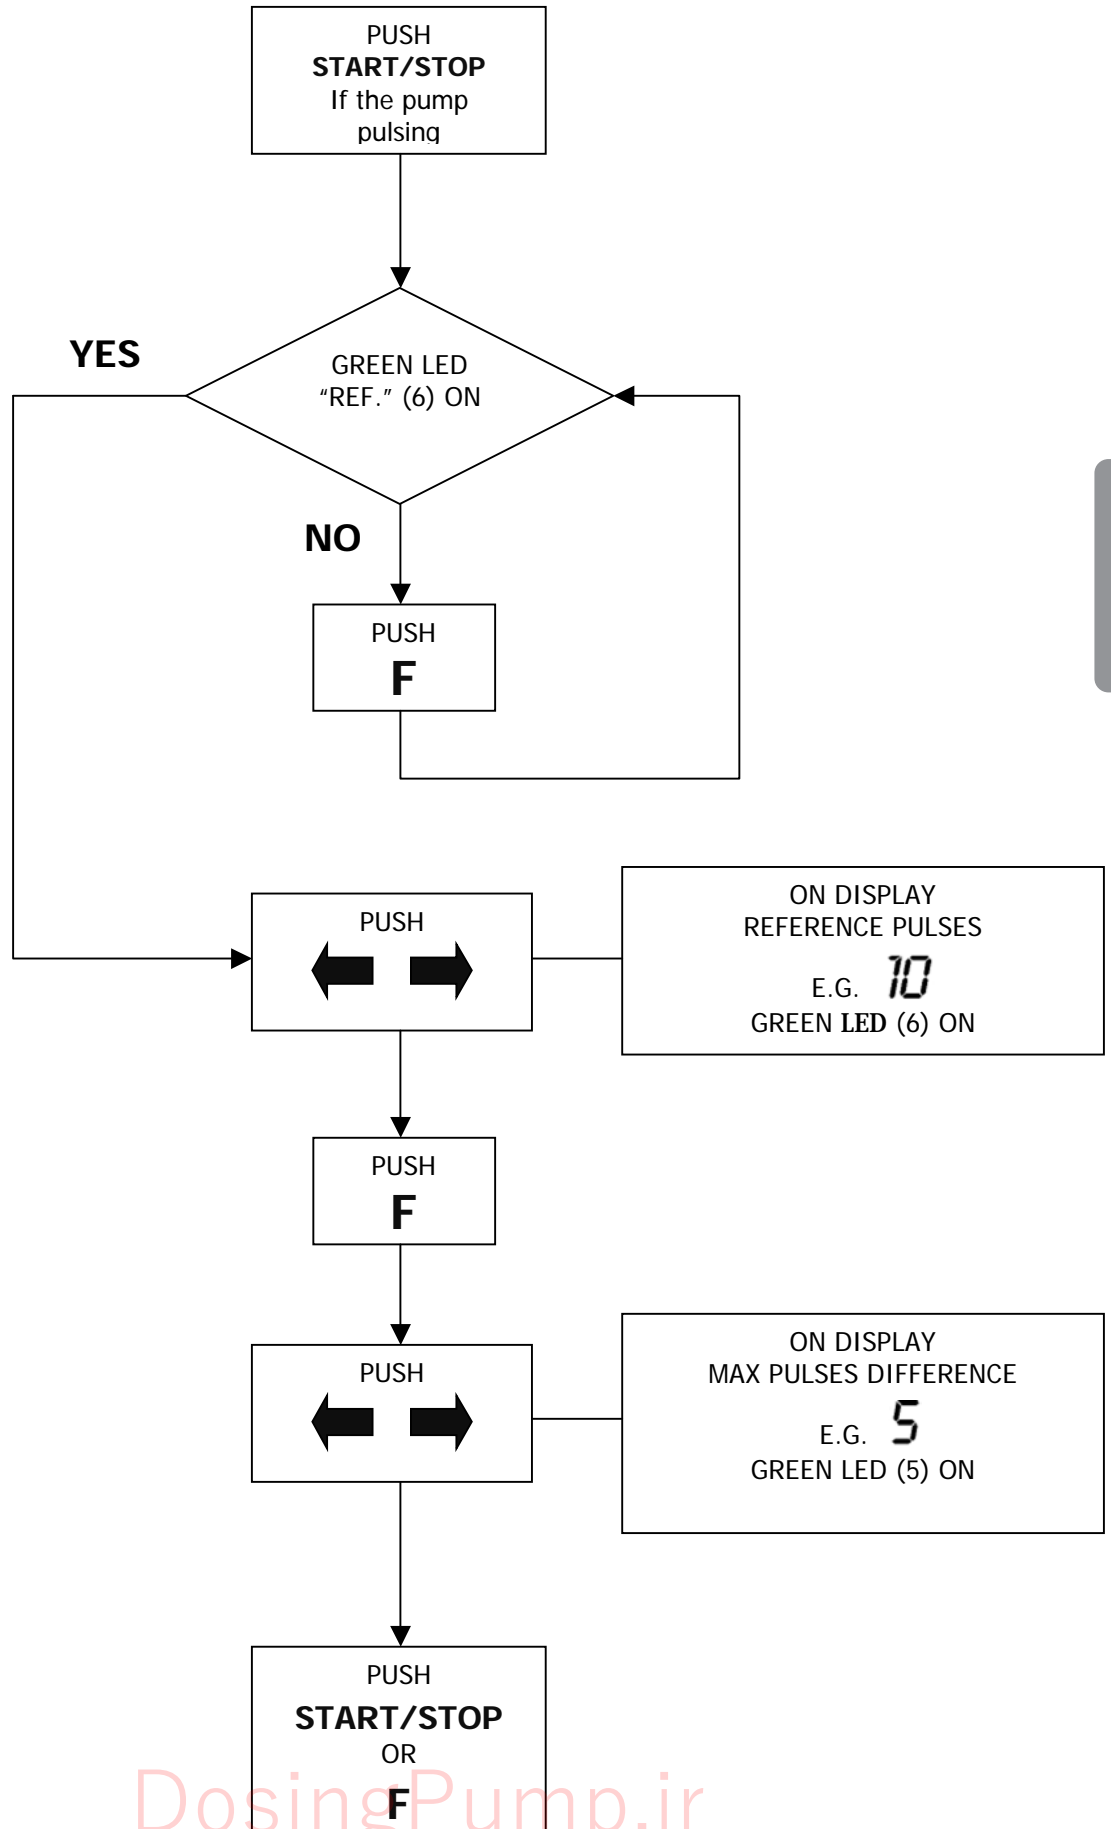 PUSH
START/STOP
If the pump
pulsing
YES
GREEN LED
“REF.” (6) ON
NO
PUSH
F
PUSH
ON DISPLAY
REFERENCE PULSES
E.G. 10
GREEN LED (6) ON
PUSH
F
PUSH
ON DISPLAY
MAX PULSES DIFFERENCE
E.G. 5
GREEN LED (5) ON
PUSH
START/STOP
OR
F
DosingPump.ir